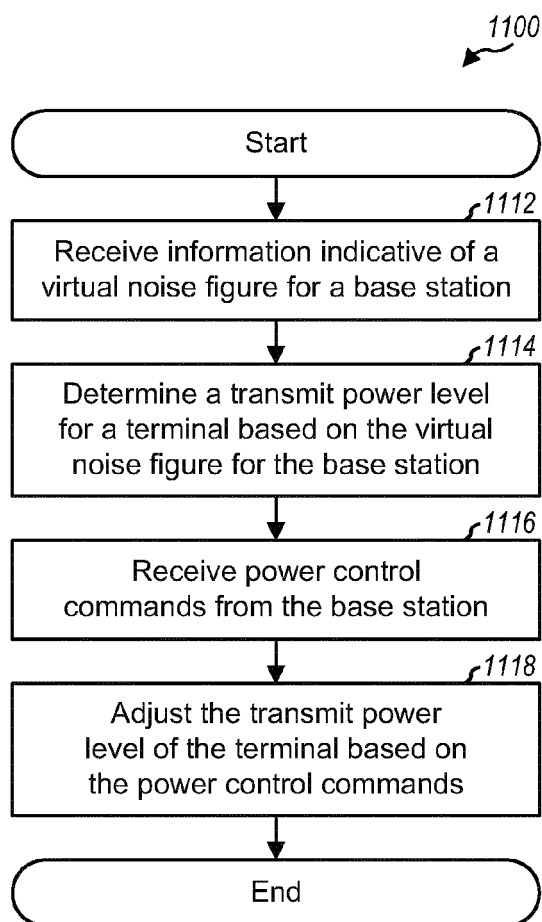 1100
Start
1112
Receive information indicative of a
virtual noise figure for a base station
1114
Determine a transmit power level
for a terminal based on the virtual
noise figure for the base station
1116
Receive power control
commands from the base station
1118
Adjust the transmit power
level of the terminal based on
the power control commands
End